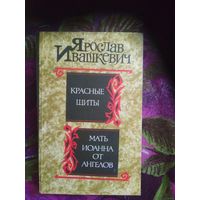 ЯРОСЛАВ
ИВАШКЕВИЧ
КРАСНЫЕ
ЩИТЫ
МАТЬ
ИОАННА
ОТ
АНГЕЛОВ